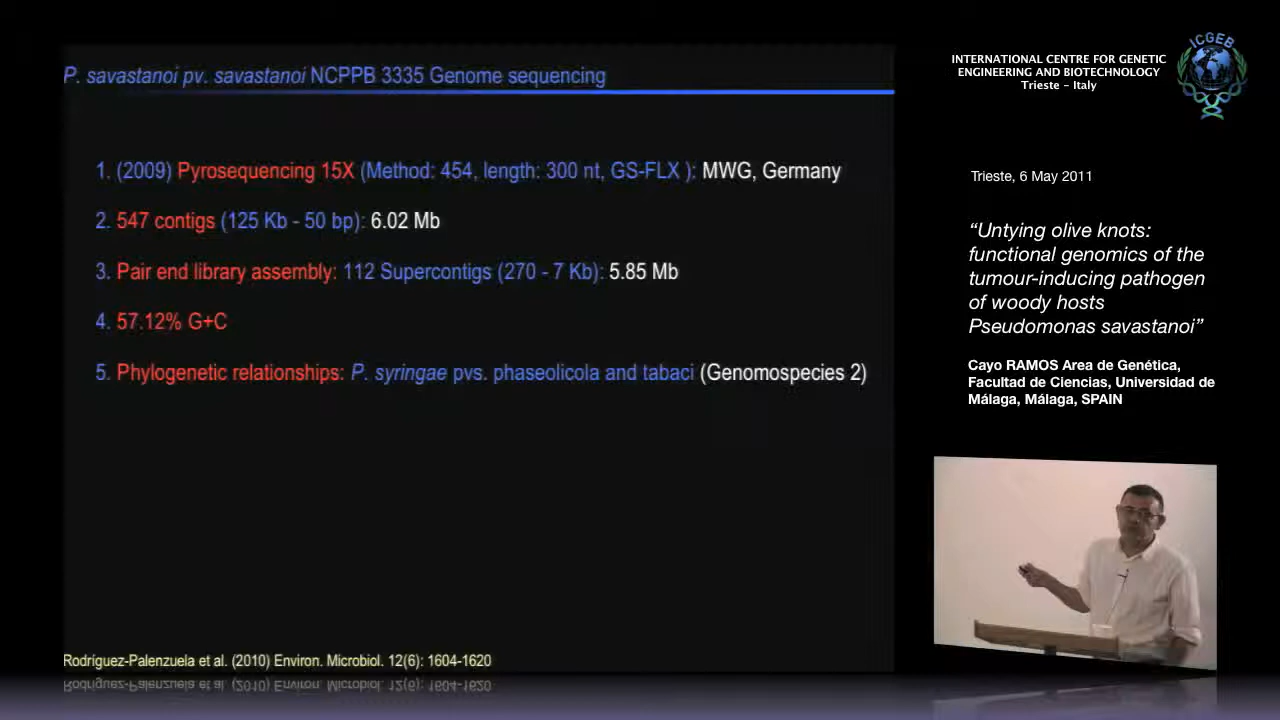 P. savastanoi pv. savastanoi NCPPB 3335 Genome sequencing
1. (2009) Pyrosequencing 15X (Method: 454, length: 300 nt, GS-FLX ): MWG, Germany
2. 547 contigs (125 Kb - 50 bp): 6.02 Mb
3. Pair end library assembly: 112 Supercontigs (270 - 7 Kb): 5.85 Mb
4. 57.12% G+C
5. Phylogenetic relationships: P. syringae pvs. phaseolicola and tabaci (Genomospecies 2)
Rodríguez-Palenzuela et al. (2010) Environ. Microbiol. 12(6): 1604-1620
INTERNATIONAL CENTRE FOR GENETIC
ENGINEERING AND BIOTECHNOLOGY
Trieste - Italy
ICGEB
Trieste, 6 May 2011
“Untying olive knots:
functional genomics of the
tumour-inducing pathogen
of woody hosts
Pseudomonas savastanoi”
Cayo RAMOS Area de Genética,
Facultad de Ciencias, Universidad de
Málaga, Málaga, SPAIN